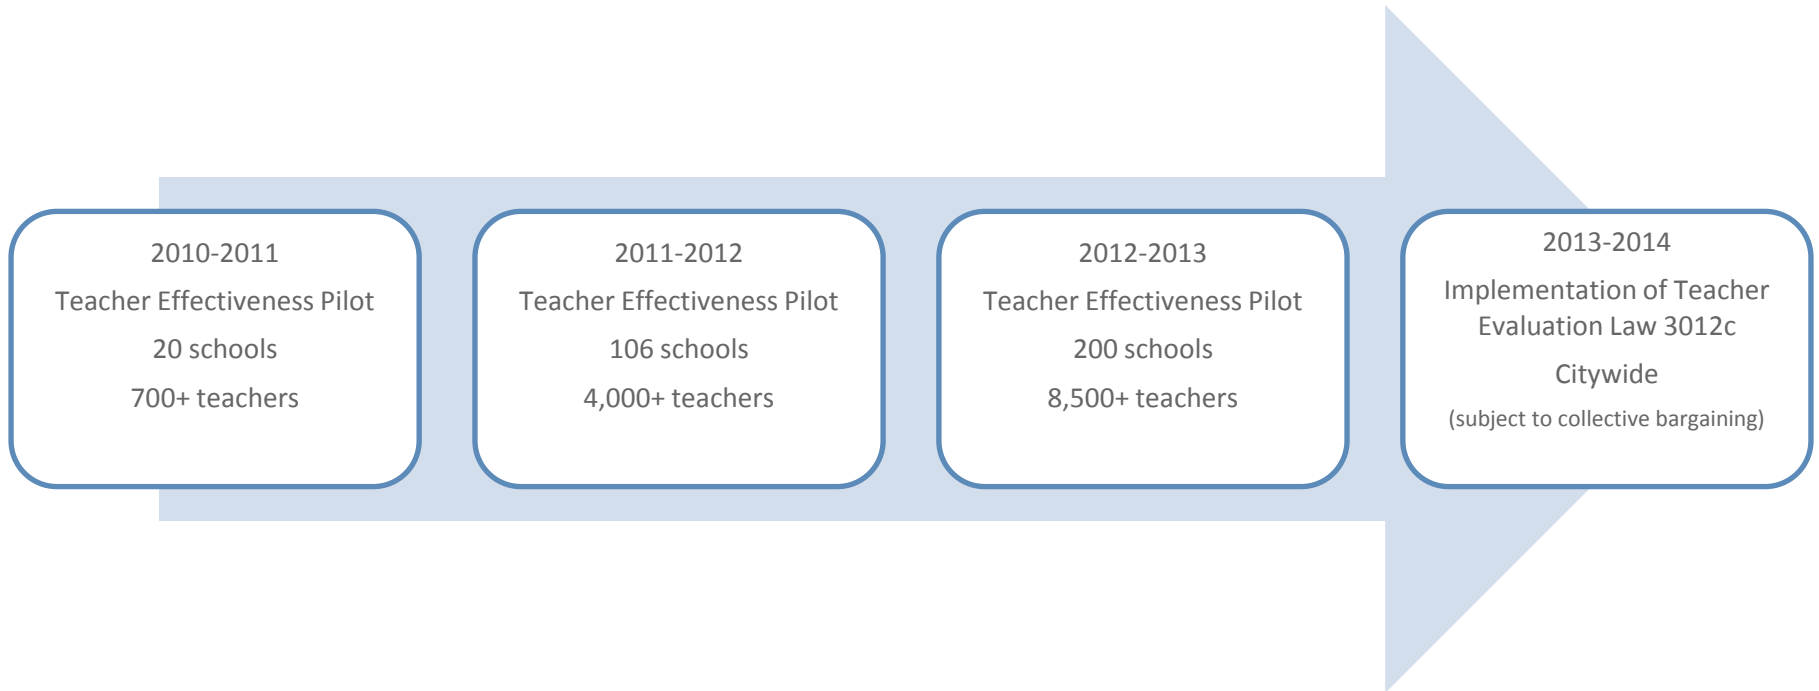 2010-2011
Teacher Effectiveness Pilot
20 schools
700+ teachers
2011-2012
Teacher Effectiveness Pilot
106 schools
4,000+ teachers
2012-2013
Teacher Effectiveness Pilot
200 schools
8,500+ teachers
2013-2014
Implementation of Teacher
Evaluation Law 3012c
Citywide
(subject to collective bargaining)